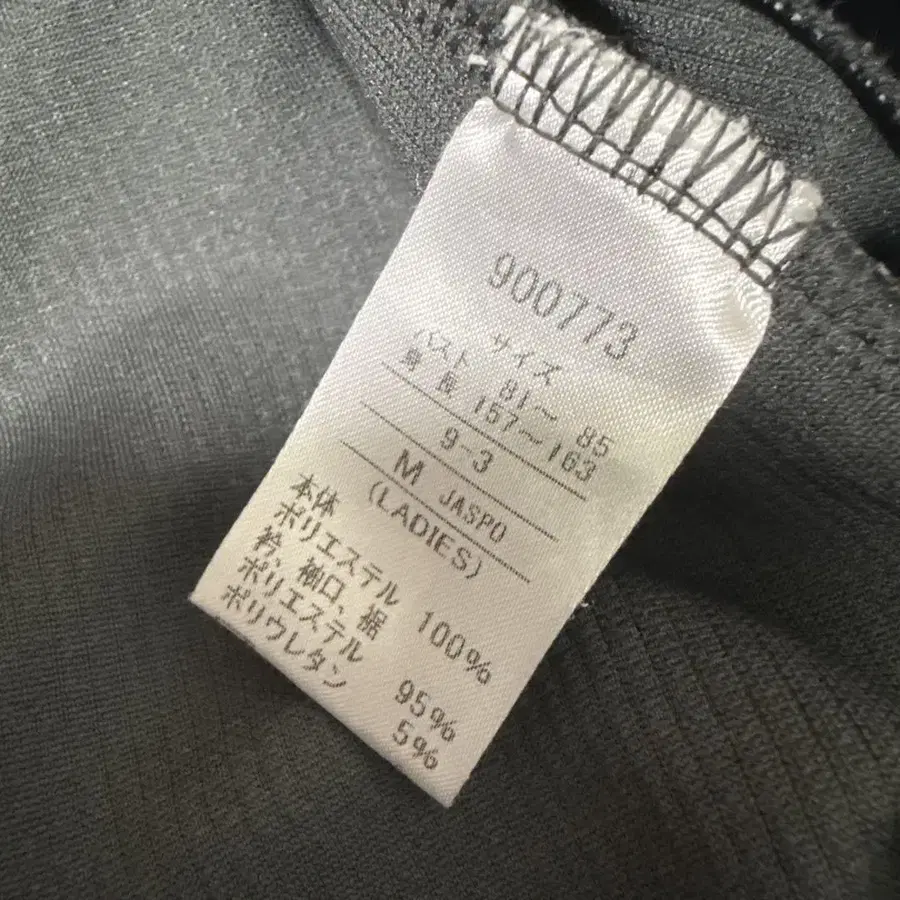 900773
サイズ
バスト 81～ 85
身長 157～163
9-3
M JASPO
(LADIES)
本体
ポリエステル 100%
衿、袖口、裾
ポリエステル 95%
ポリウレタン 5%